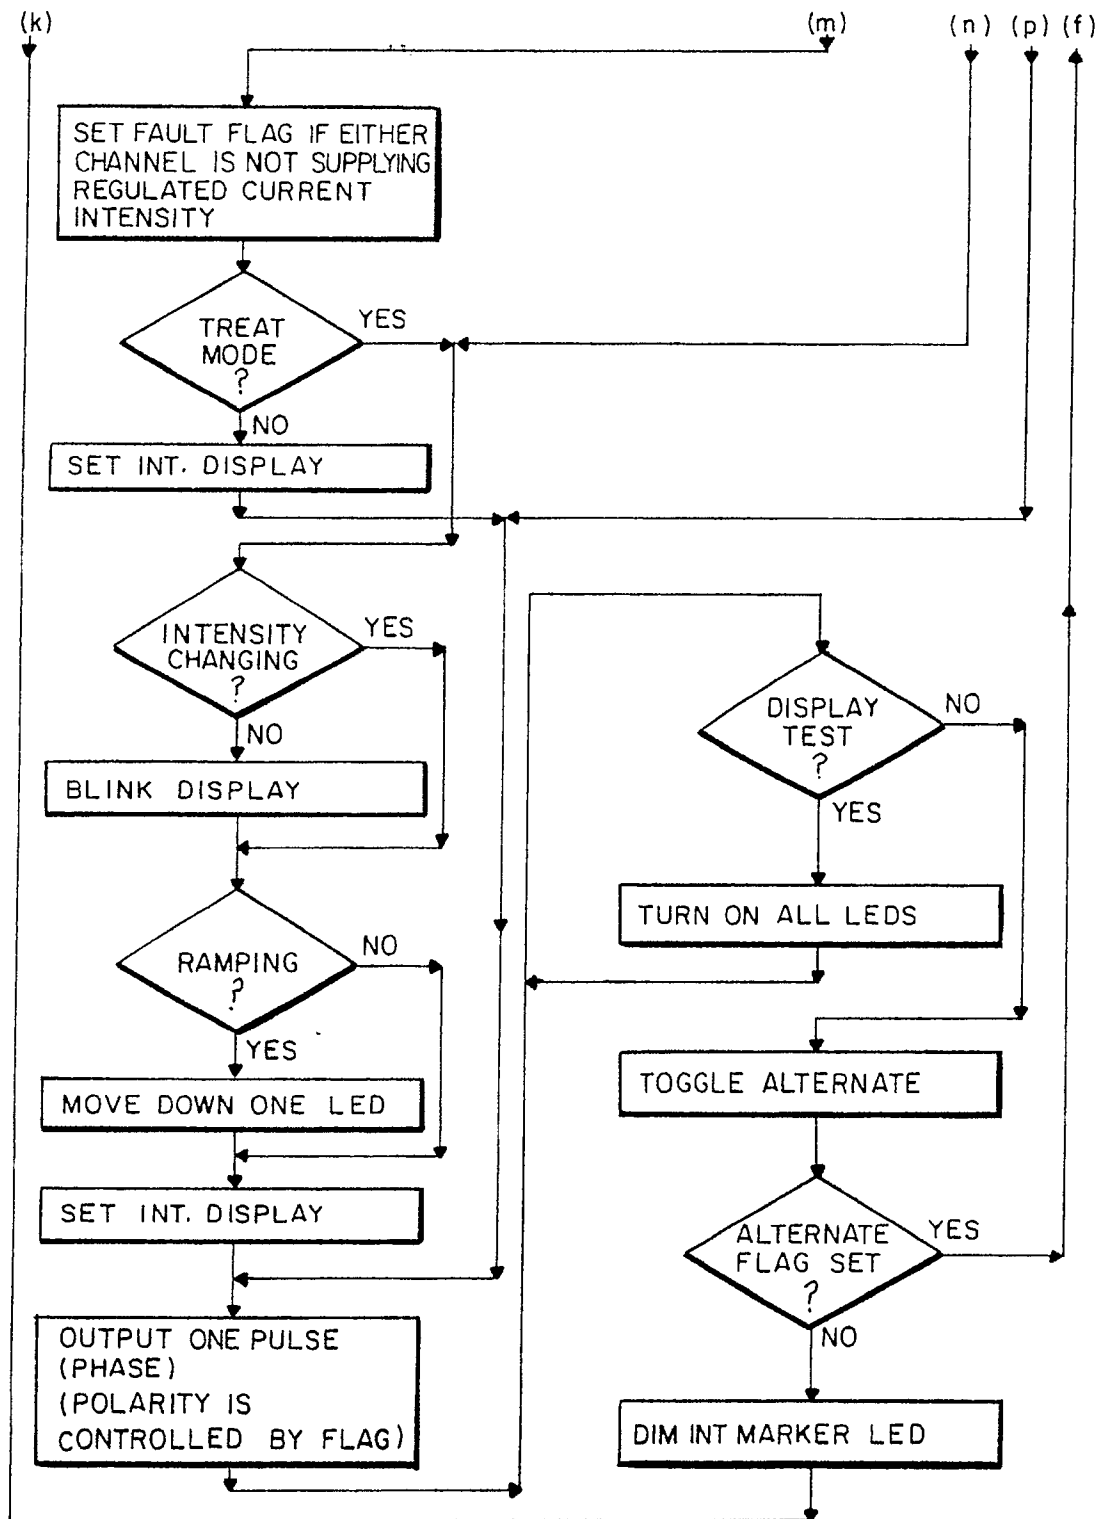 (k)
(m)
(n)
(p)
(f)
SET FAULT FLAG IF EITHER
CHANNEL IS NOT SUPPLYING
REGULATED CURRENT
INTENSITY
TREAT
MODE
?
YES
NO
SET INT. DISPLAY
INTENSITY
CHANGING
?
YES
NO
BLINK DISPLAY
RAMPING
?
NO
YES
MOVE DOWN ONE LED
SET INT. DISPLAY
OUTPUT ONE PULSE
(PHASE)
(POLARITY IS
CONTROLLED BY FLAG)
DISPLAY
TEST
?
NO
YES
TURN ON ALL LEDS
TOGGLE ALTERNATE
ALTERNATE
FLAG SET
?
YES
NO
DIM INT MARKER LED